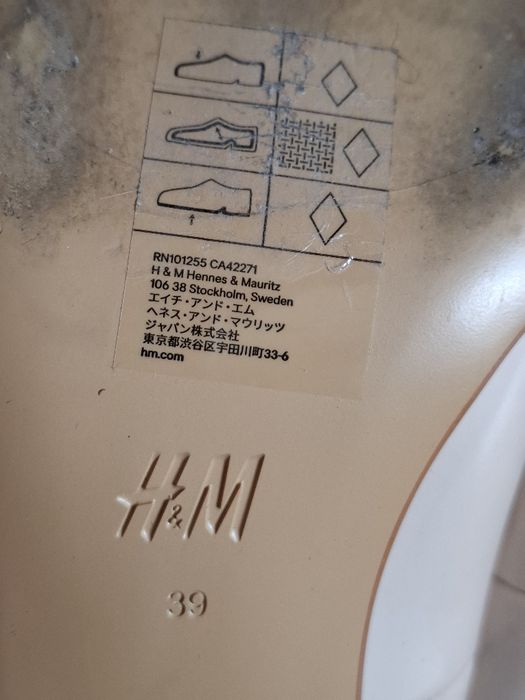 RN101255 CA42271
H & M Hennes & Mauritz
106 38 Stockholm, Sweden
エイチ・アンド・エム
ヘネス・アンド・マウリッツ
ジャパン株式会社
東京都渋谷区宇田川町33-6
hm.com
H&M
39